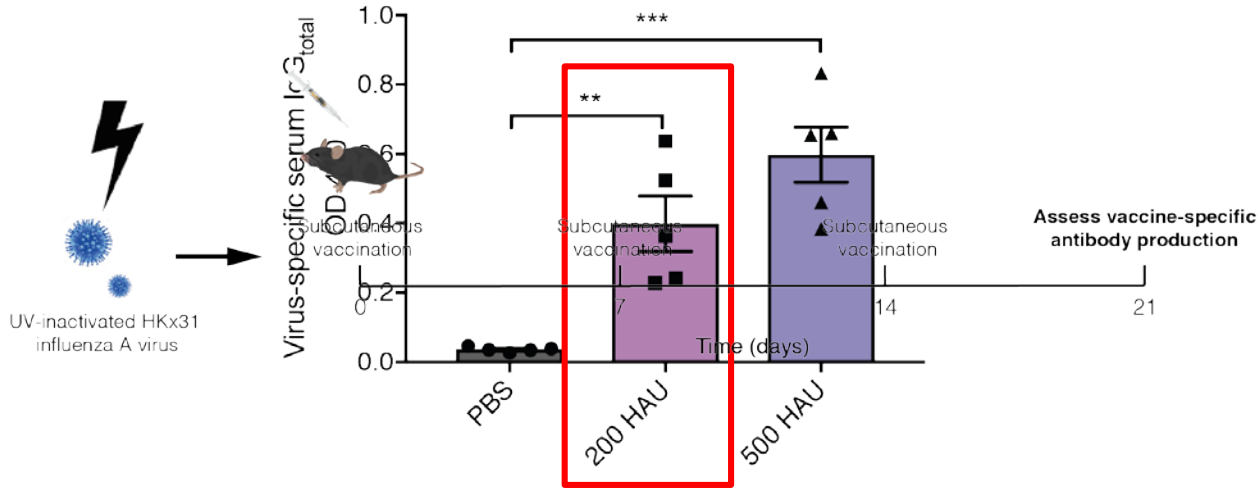 1.0
0.8
0.6
0.4
0.2
0.0
Virus-specific serum IgG total
***
**
PBS
200 HAU
500 HAU
UV-inactivated HKx31
influenza A virus
Subcutaneous
vaccination
Subcutaneous
vaccination
Subcutaneous
vaccination
Assess vaccine-specific
antibody production
0
7
14
21
Time (days)